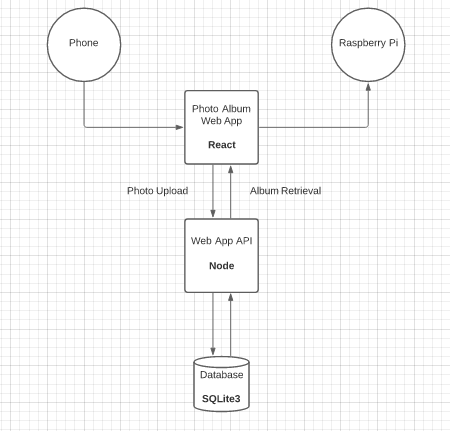 Phone
Raspberry Pi
Photo Album
Web App
React
Photo Upload
Album Retrieval
Web App API
Node
Database
SQLite3